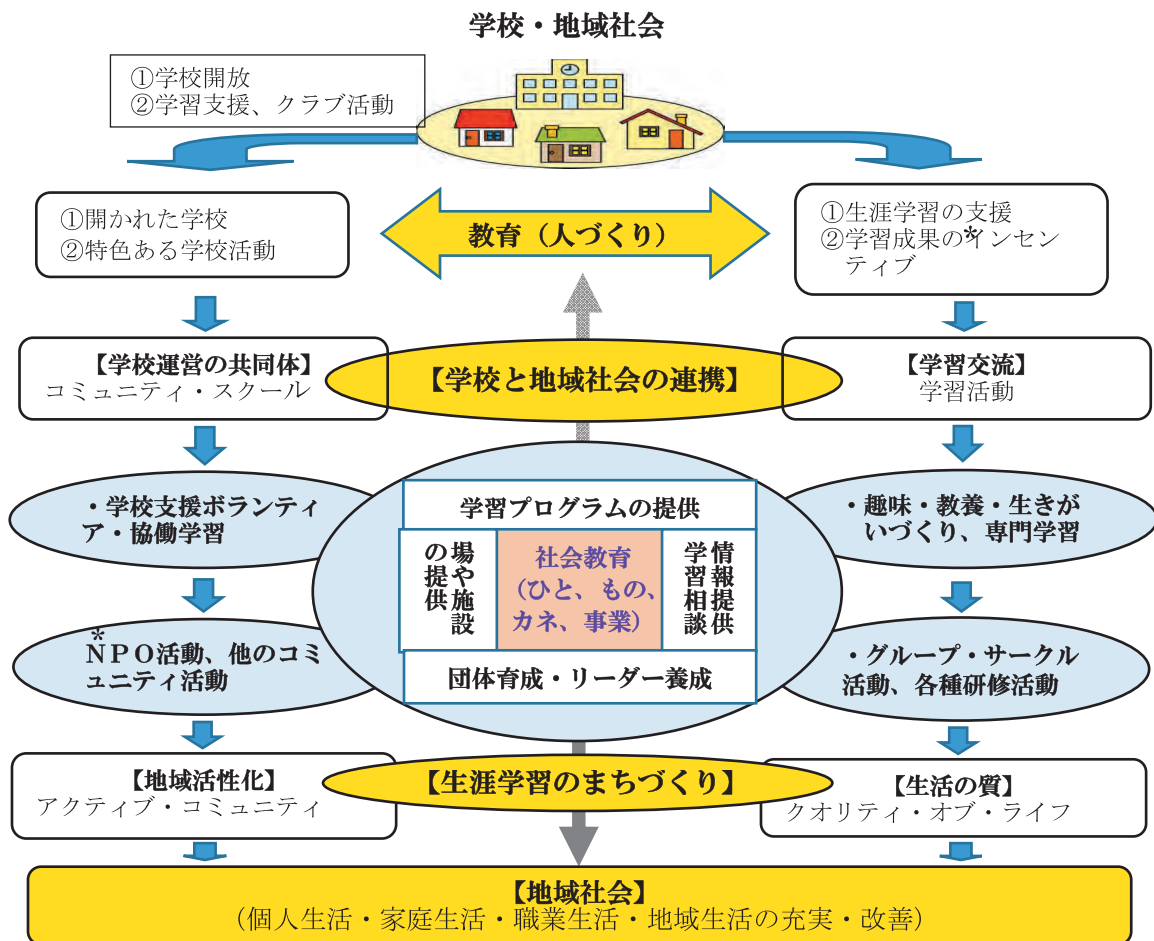 学校・地域社会
①学校開放
②学習支援、クラブ活動
①開かれた学校
②特色ある学校活動
教育（人づくり）
①生涯学習の支援
②学習成果の*インセン
ティブ
【学校運営の共同体】
コミュニティ・スクール
【学校と地域社会の連携】
【学習交流】
学習活動
・学校支援ボランティ
ア・協働学習
学習プログラムの提供
場や施設
の提供
社会教育
（ひと、もの、
カネ、事業）
情報提供
学習相談
団体育成・リーダー養成
・趣味・教養・生きが
いづくり、専門学習
*
ＮＰＯ活動、他のコミ
ュニティ活動
・グループ・サークル
活動、各種研修活動
【地域活性化】
アクティブ・コミュニティ
【生涯学習のまちづくり】
【生活の質】
クオリティ・オブ・ライフ
【地域社会】
（個人生活・家庭生活・職業生活・地域生活の充実・改善）